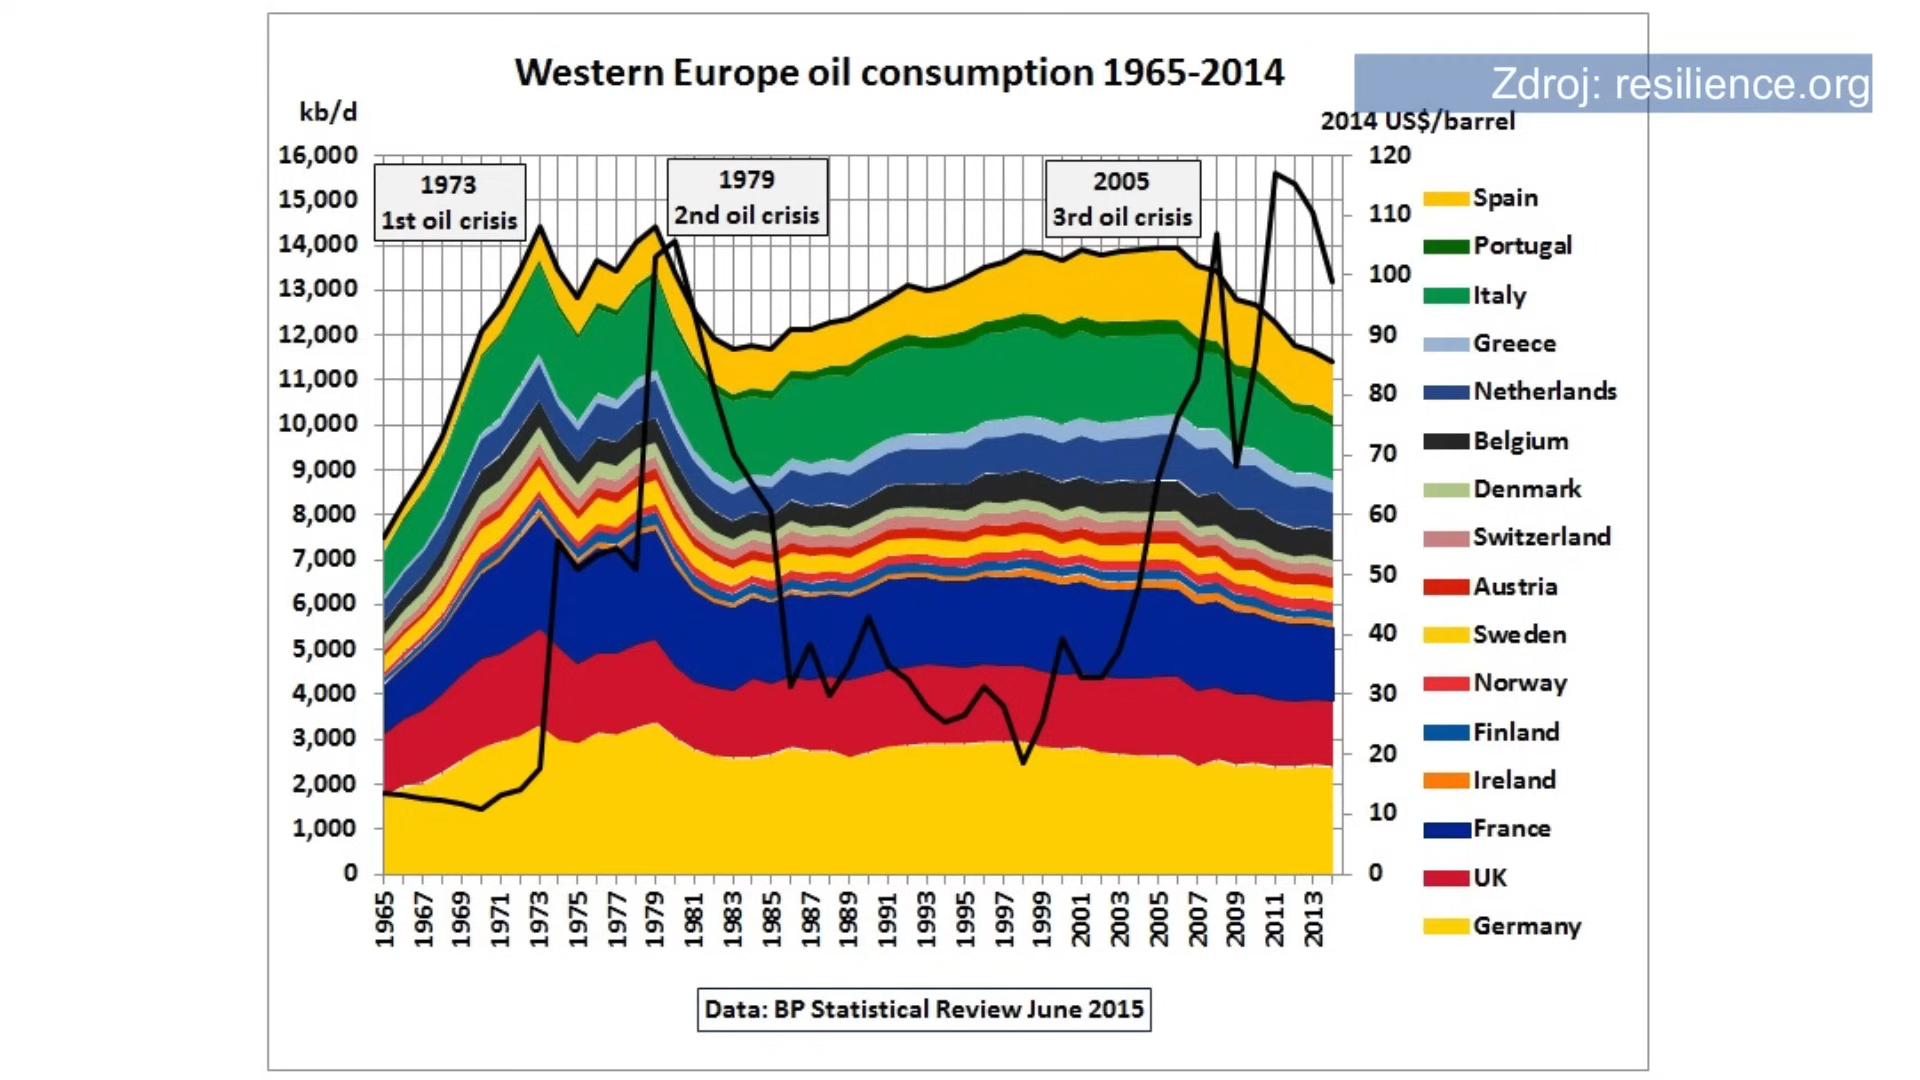 Western Europe oil consumption 1965-2014
Zdroj: resilience.org
kb/d
2014 US$/barrel
16,000
15,000
14,000
13,000
12,000
11,000
10,000
9,000
8,000
7,000
6,000
5,000
4,000
3,000
2,000
1,000
0
1973
1st oil crisis
1979
2nd oil crisis
2005
3rd oil crisis
120
110
100
90
80
70
60
50
40
30
20
10
0
Spain
Portugal
Italy
Greece
Netherlands
Belgium
Denmark
Switzerland
Austria
Sweden
Norway
Finland
Ireland
France
UK
Germany
1965
1967
1969
1971
1973
1975
1977
1979
1981
1983
1985
1987
1989
1991
1993
1995
1997
1999
2001
2003
2005
2007
2009
2011
2013
Data: BP Statistical Review June 2015